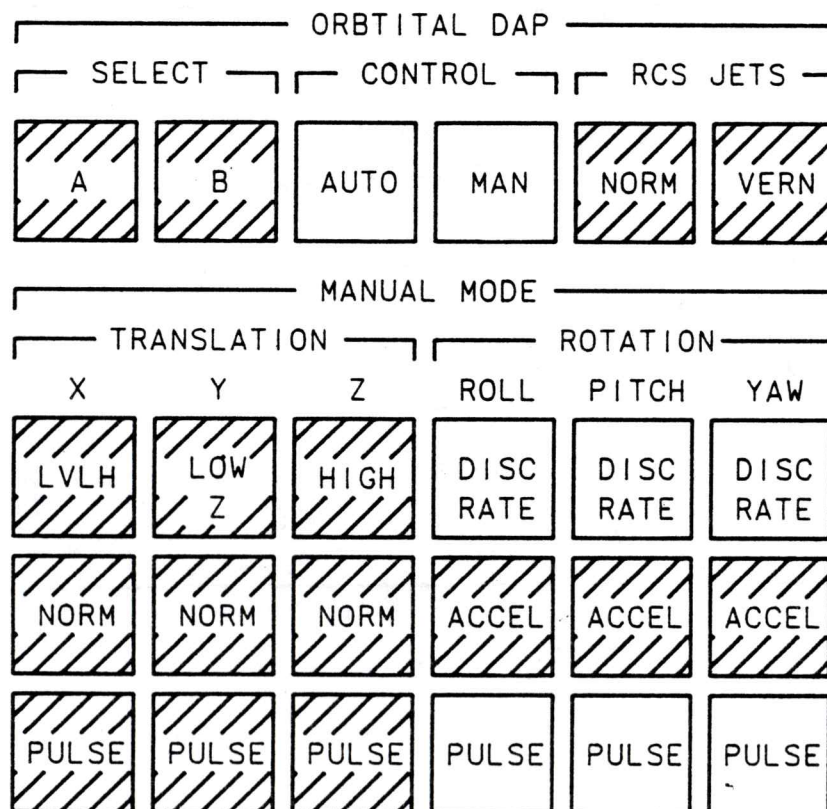 ORBTITAL DAP
SELECT CONTROL RCS JETS
A B AUTO MAN NORM VERN
MANUAL MODE
TRANSLATION ROTATION
X Y Z ROLL PITCH YAW
LVLH LOW Z HIGH DISC RATE DISC RATE DISC RATE
NORM NORM NORM ACCEL ACCEL ACCEL
PULSE PULSE PULSE PULSE PULSE PULSE